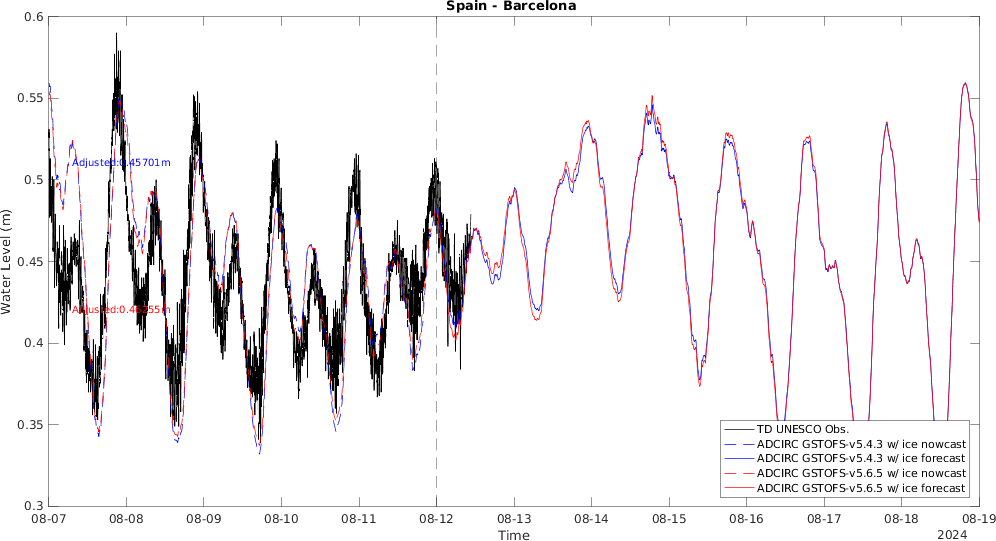 Spain - Barcelona
0.6
0.55
0.5
0.45
0.4
0.35
0.3
Water Level (m)
Adjusted:0.45701m
TD UNESCO Obs.
ADCIRC GSTOFS-v5.4.3 w/ ice nowcast
ADCIRC GSTOFS-v5.4.3 w/ ice forecast
ADCIRC GSTOFS-v5.6.5 w/ ice nowcast
ADCIRC GSTOFS-v5.6.5 w/ ice forecast
08-07 08-08 08-09 08-10 08-11 08-12 08-13 08-14 08-15 08-16 08-17 08-18 08-19
Time
2024